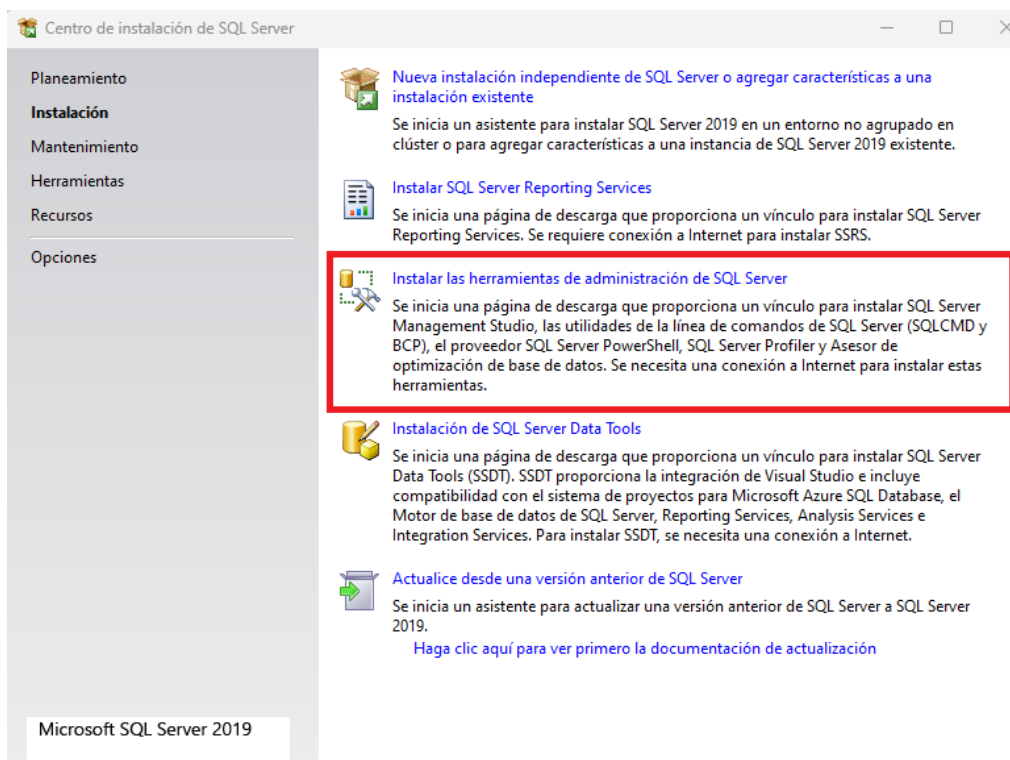 Centro de instalación de SQL Server
Planeamiento
Instalación
Mantenimiento
Herramientas
Recursos
Opciones
Nueva instalación independiente de SQL Server o agregar características a una
instalación existente
Se inicia un asistente para instalar SQL Server 2019 en un entorno no agrupado en
clúster o para agregar características a una instancia de SQL Server 2019 existente.
Instalar SQL Server Reporting Services
Se inicia una página de descarga que proporciona un vínculo para instalar SQL Server
Reporting Services. Se requiere conexión a Internet para instalar SSRS.
Instalar las herramientas de administración de SQL Server
Se inicia una página de descarga que proporciona un vínculo para instalar SQL Server
Management Studio, las utilidades de la línea de comandos de SQL Server (SQLCMD y
BCP), el proveedor SQL Server PowerShell, SQL Server Profiler y Asesor de
optimización de base de datos. Se necesita una conexión a Internet para instalar estas
herramientas.
Instalación de SQL Server Data Tools
Se inicia una página de descarga que proporciona un vínculo para instalar SQL Server
Data Tools (SSDT). SSDT proporciona la integración de Visual Studio e incluye
compatibilidad con el sistema de proyectos para Microsoft Azure SQL Database, el
Motor de base de datos de SQL Server, Reporting Services, Analysis Services e
Integration Services. Para instalar SSDT, se necesita una conexión a Internet.
Actualice desde una versión anterior de SQL Server
Se inicia un asistente para actualizar una versión anterior de SQL Server a SQL Server
2019.
Haga clic aquí para ver primero la documentación de actualización
Microsoft SQL Server 2019